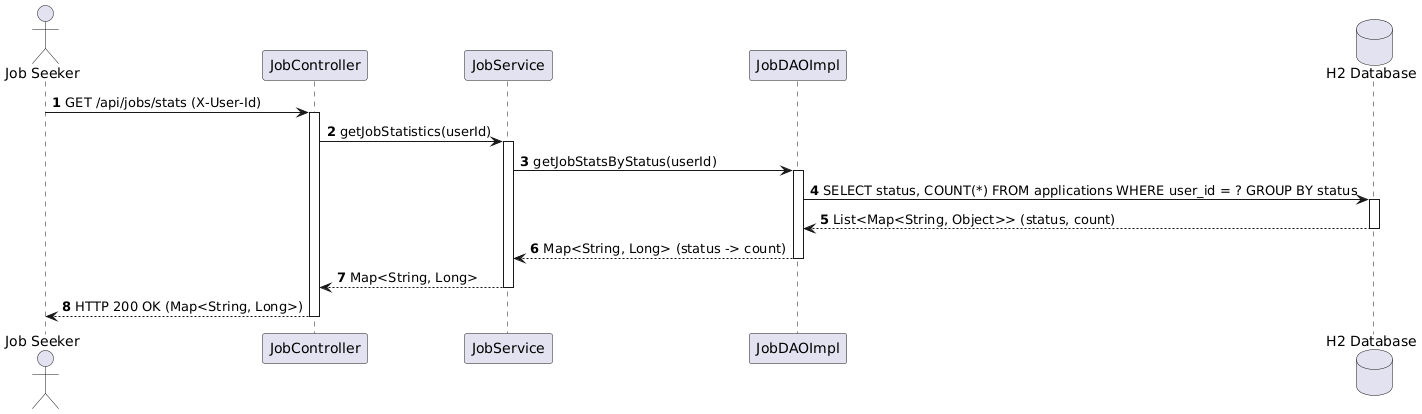 Job Seeker
JobController
JobService
JobDAOImpl
H2 Database
1 GET /api/jobs/stats (X-User-Id)
2 getJobStatistics(userId)
3 getJobStatsByStatus(userId)
4 SELECT status, COUNT(*) FROM applications WHERE user_id = ? GROUP BY status
5 List<Map<String, Object>> (status, count)
6 Map<String, Long> (status -> count)
7 Map<String, Long>
8 HTTP 200 OK (Map<String, Long>)
Job Seeker
JobController
JobService
JobDAOImpl
H2 Database